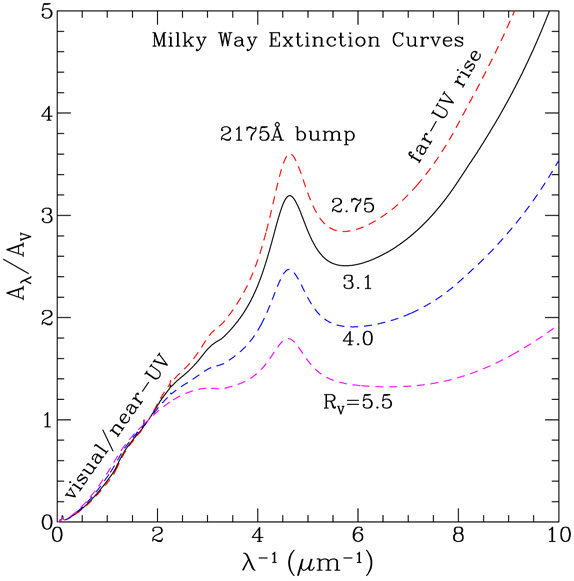 5
Milky Way Extinction Curves
far-UV rise
4
2175Å bump
2.75
3
3.1
A_λ/A_V
2
4.0
visual/near-UV
R_V=5.5
1
0
0
2
4
6
8
10
λ⁻¹ (μm⁻¹)